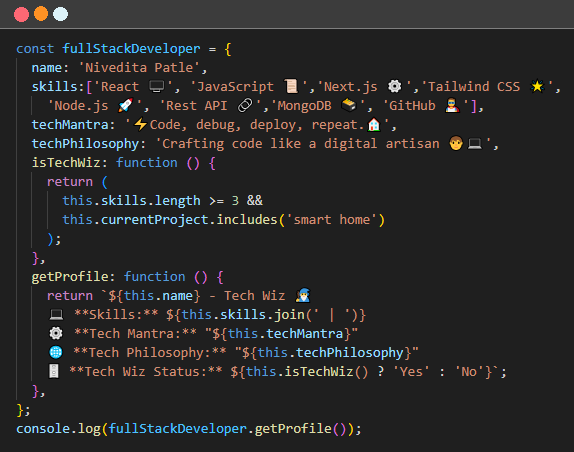 const fullStackDeveloper = {
name: 'Nivedita Patle',
skills:['React 🖥️', 'JavaScript 📜','Next.js ⚙️','Tailwind CSS ⭐',
'Node.js 🚀', 'Rest API 🔗','MongoDB 🗃️', 'GitHub 👨‍🚀'],
techMantra: '⚡Code, debug, deploy, repeat.🏠',
techPhilosophy: 'Crafting code like a digital artisan 🧑‍💻',
isTechWiz: function () {
return (
this.skills.length >= 3 &&
this.currentProject.includes('smart home')
);
},
getProfile: function () {
return `${this.name} - Tech Wiz 🧙‍♂️
💻 **Skills:** ${this.skills.join(' | ')}
⚙️ **Tech Mantra:** "${this.techMantra}"
🌐 **Tech Philosophy:** "${this.techPhilosophy}"
🎚️ **Tech Wiz Status:** ${this.isTechWiz() ? 'Yes' : 'No'}`;
},
};
console.log(fullStackDeveloper.getProfile());